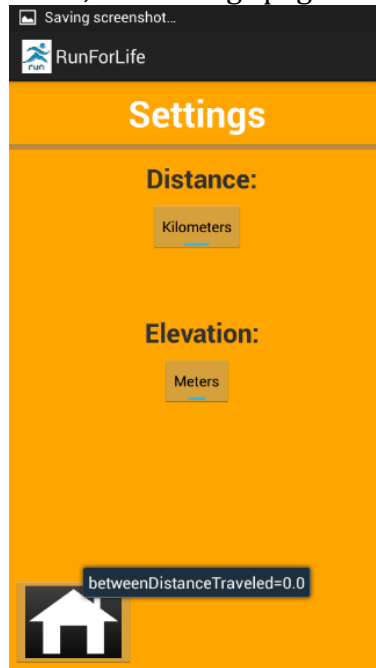 Saving screenshot...
run RunForLife
Settings
Distance:
Kilometers
Elevation:
Meters
betweenDistanceTraveled=0.0